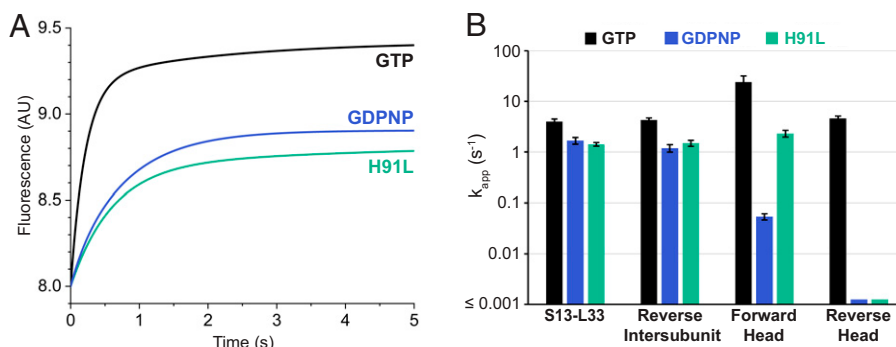 A
9.5
9.0
8.5
8.0
Fluorescence (AU)
GTP
GDPNP
H91L
0
1
2
3
4
5
Time (s)
B
GTP
GDPNP
H91L
100
10
1
0.1
0.01
≤ 0.001
kapp (s-1)
S13-L33
Reverse
Intersubunit
Forward
Head
Reverse
Head